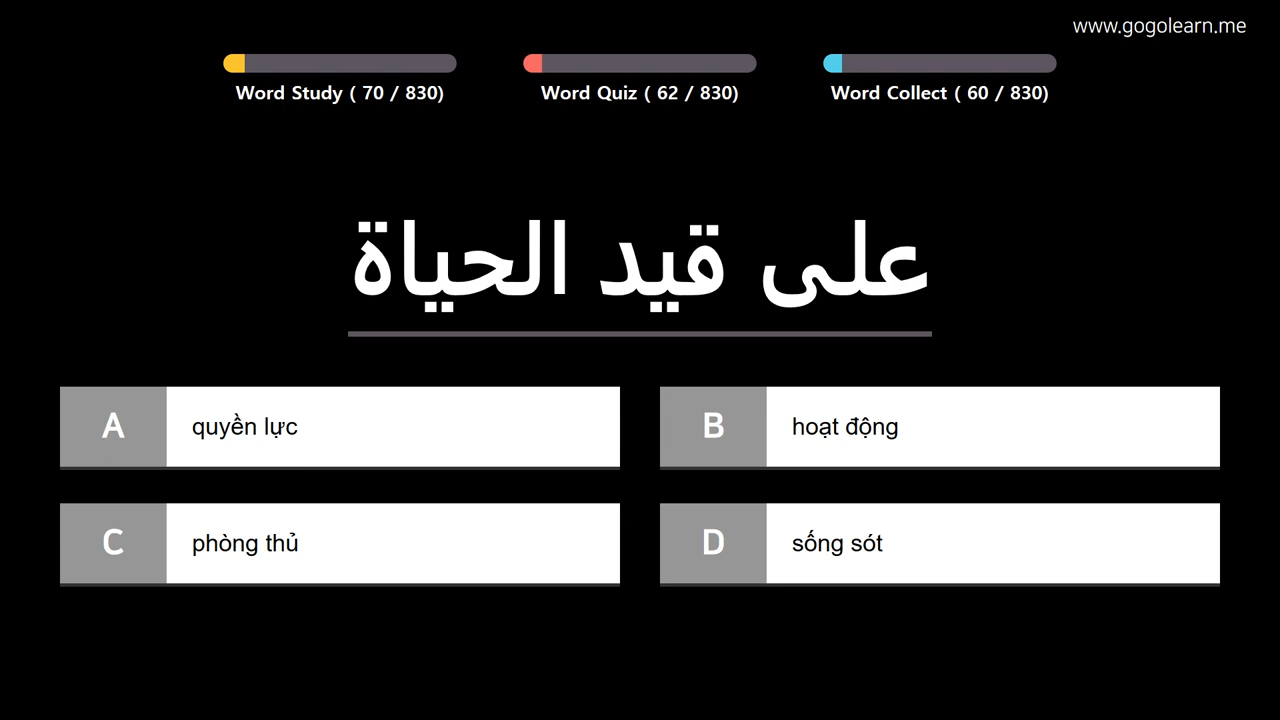 www.gogolearn.me
Word Study ( 70 / 830)
Word Quiz ( 62 / 830)
Word Collect ( 60 / 830)
على قيد الحياة
A quyền lực
B hoạt động
C phòng thủ
D sống sót